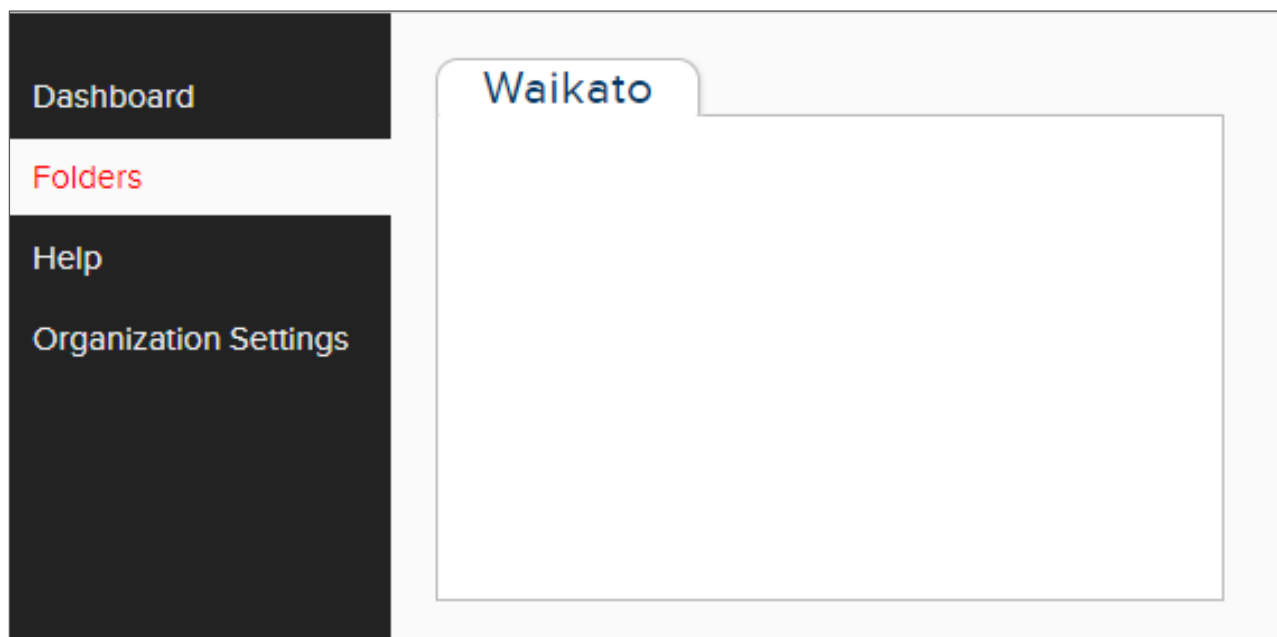 Dashboard
Folders
Help
Organization Settings
Waikato